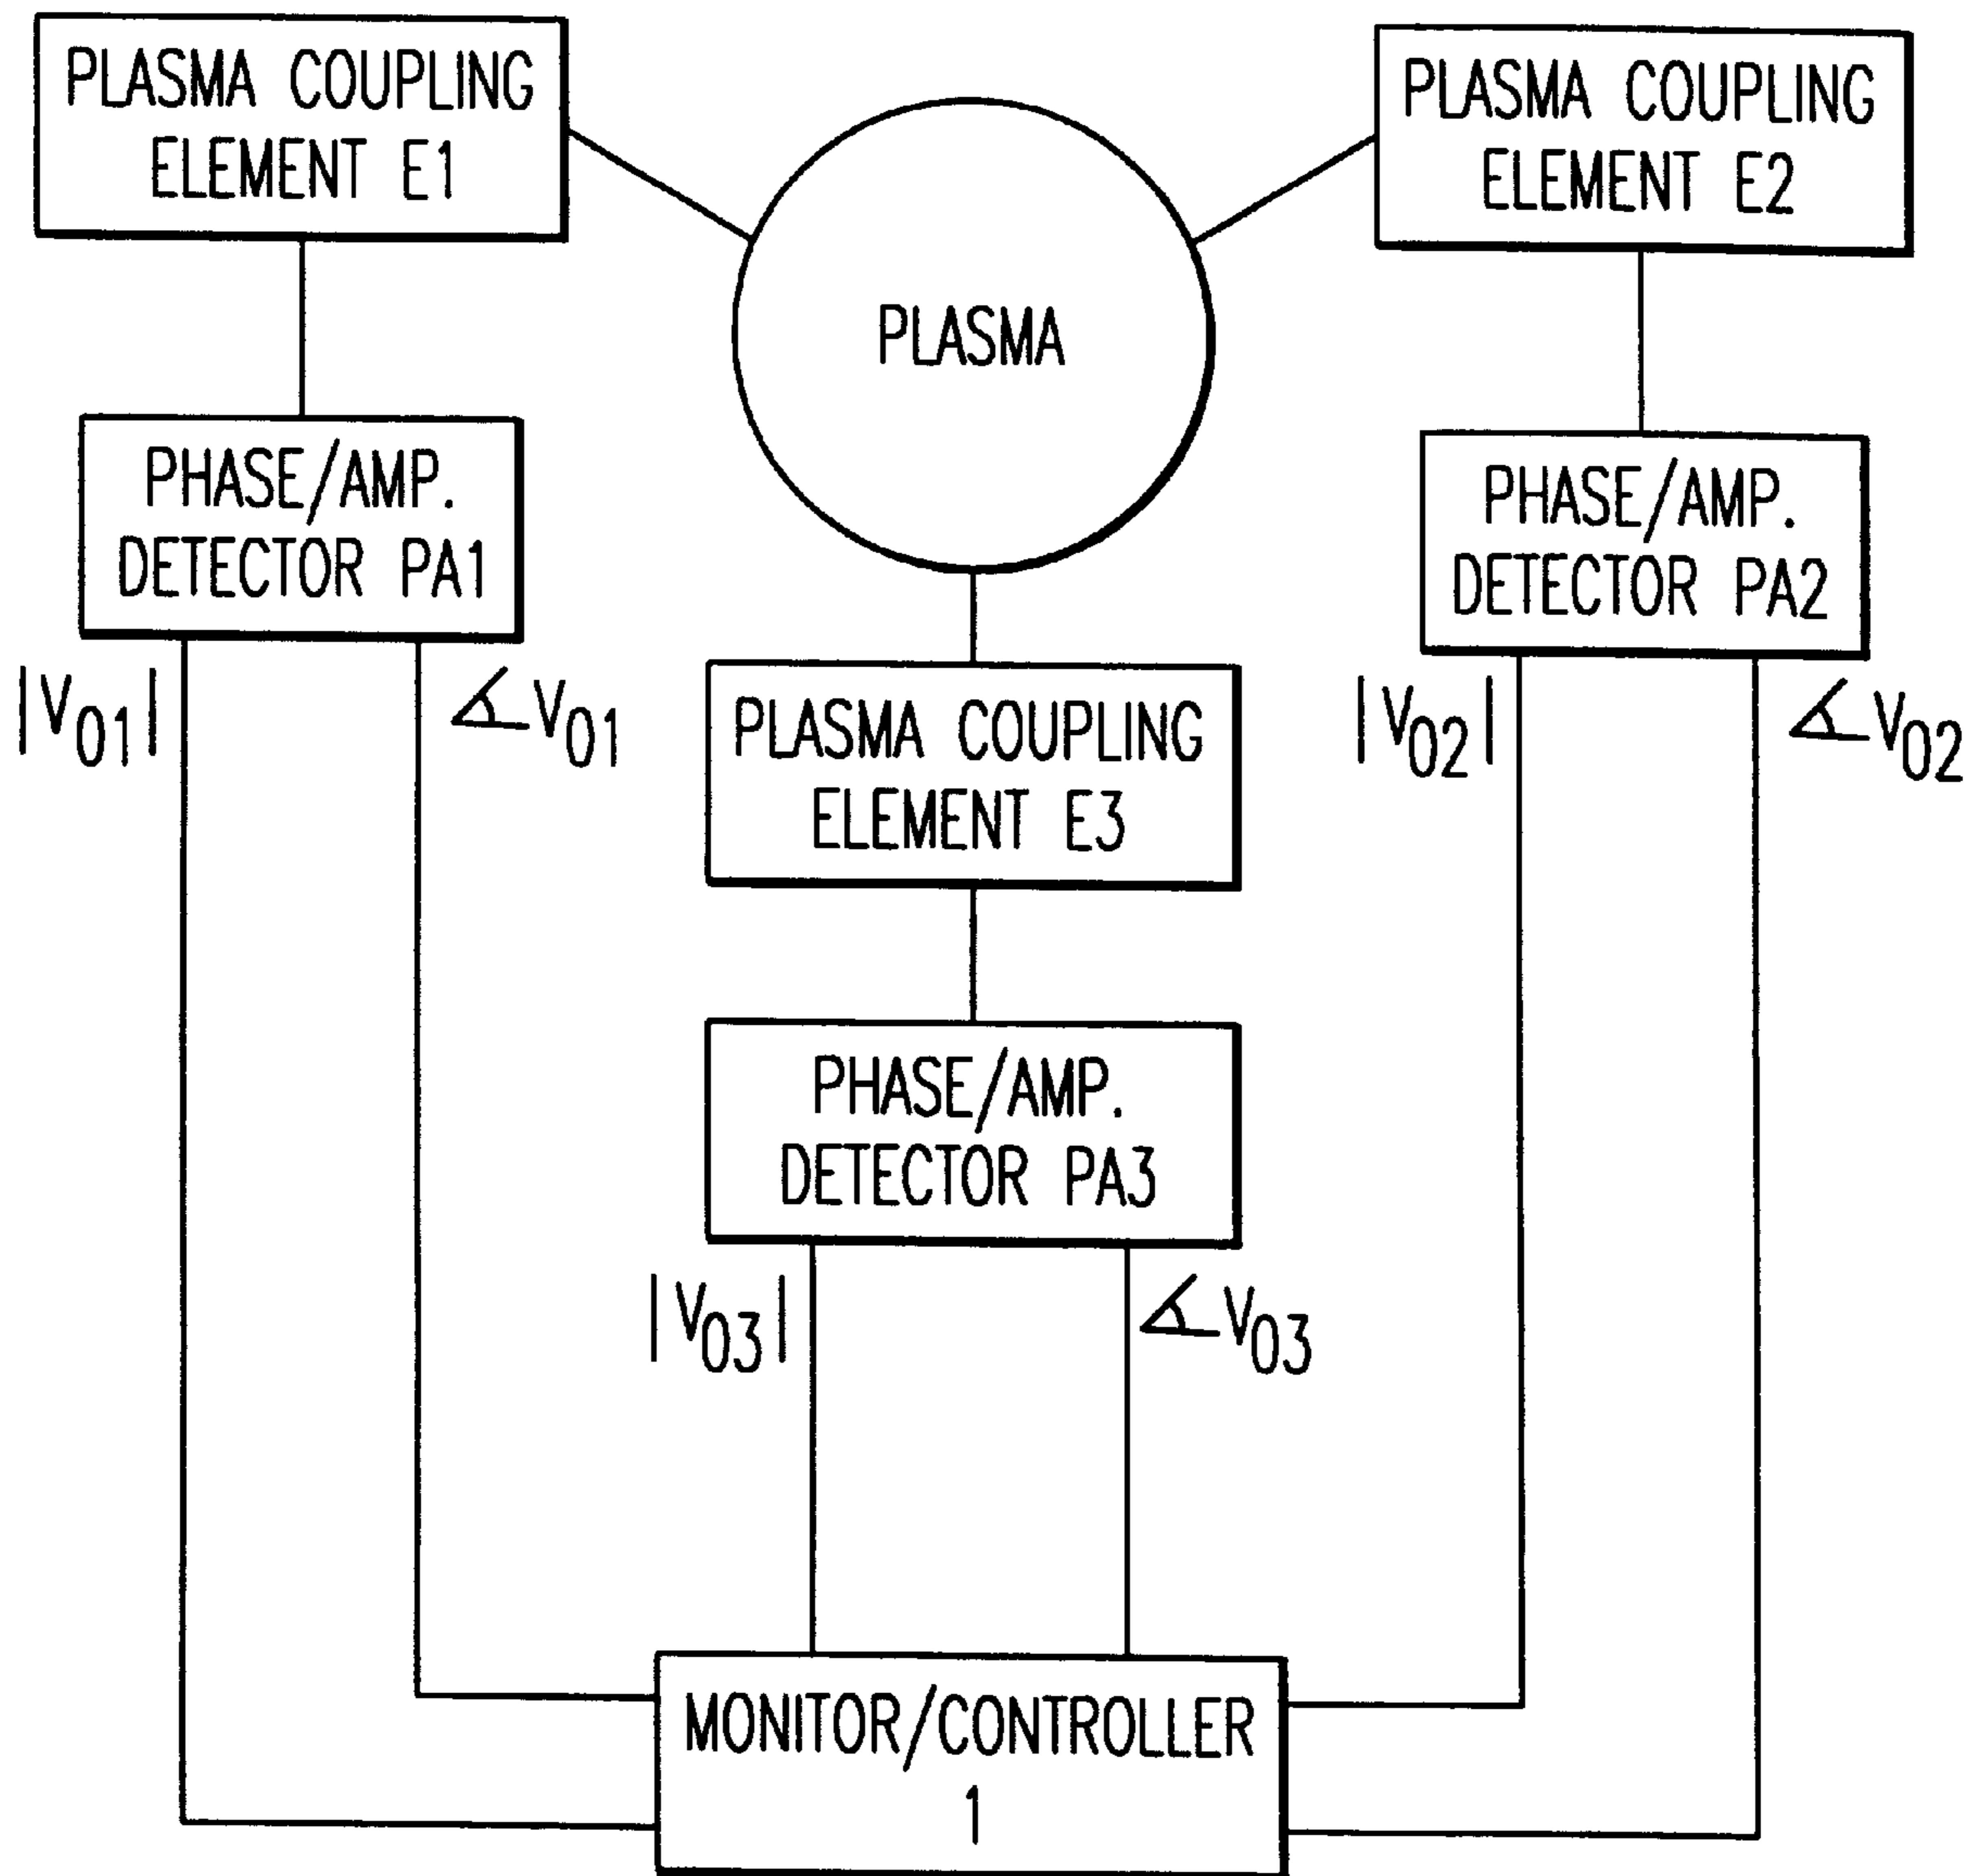 PLASMA COUPLING
ELEMENT E1
PLASMA COUPLING
ELEMENT E2
PLASMA
PHASE/AMP.
DETECTOR PA1
PHASE/AMP.
DETECTOR PA2
|V01|
∡V01
PLASMA COUPLING
ELEMENT E3
|V02|
∡V02
PHASE/AMP.
DETECTOR PA3
|V03|
∡V03
MONITOR/CONTROLLER
1